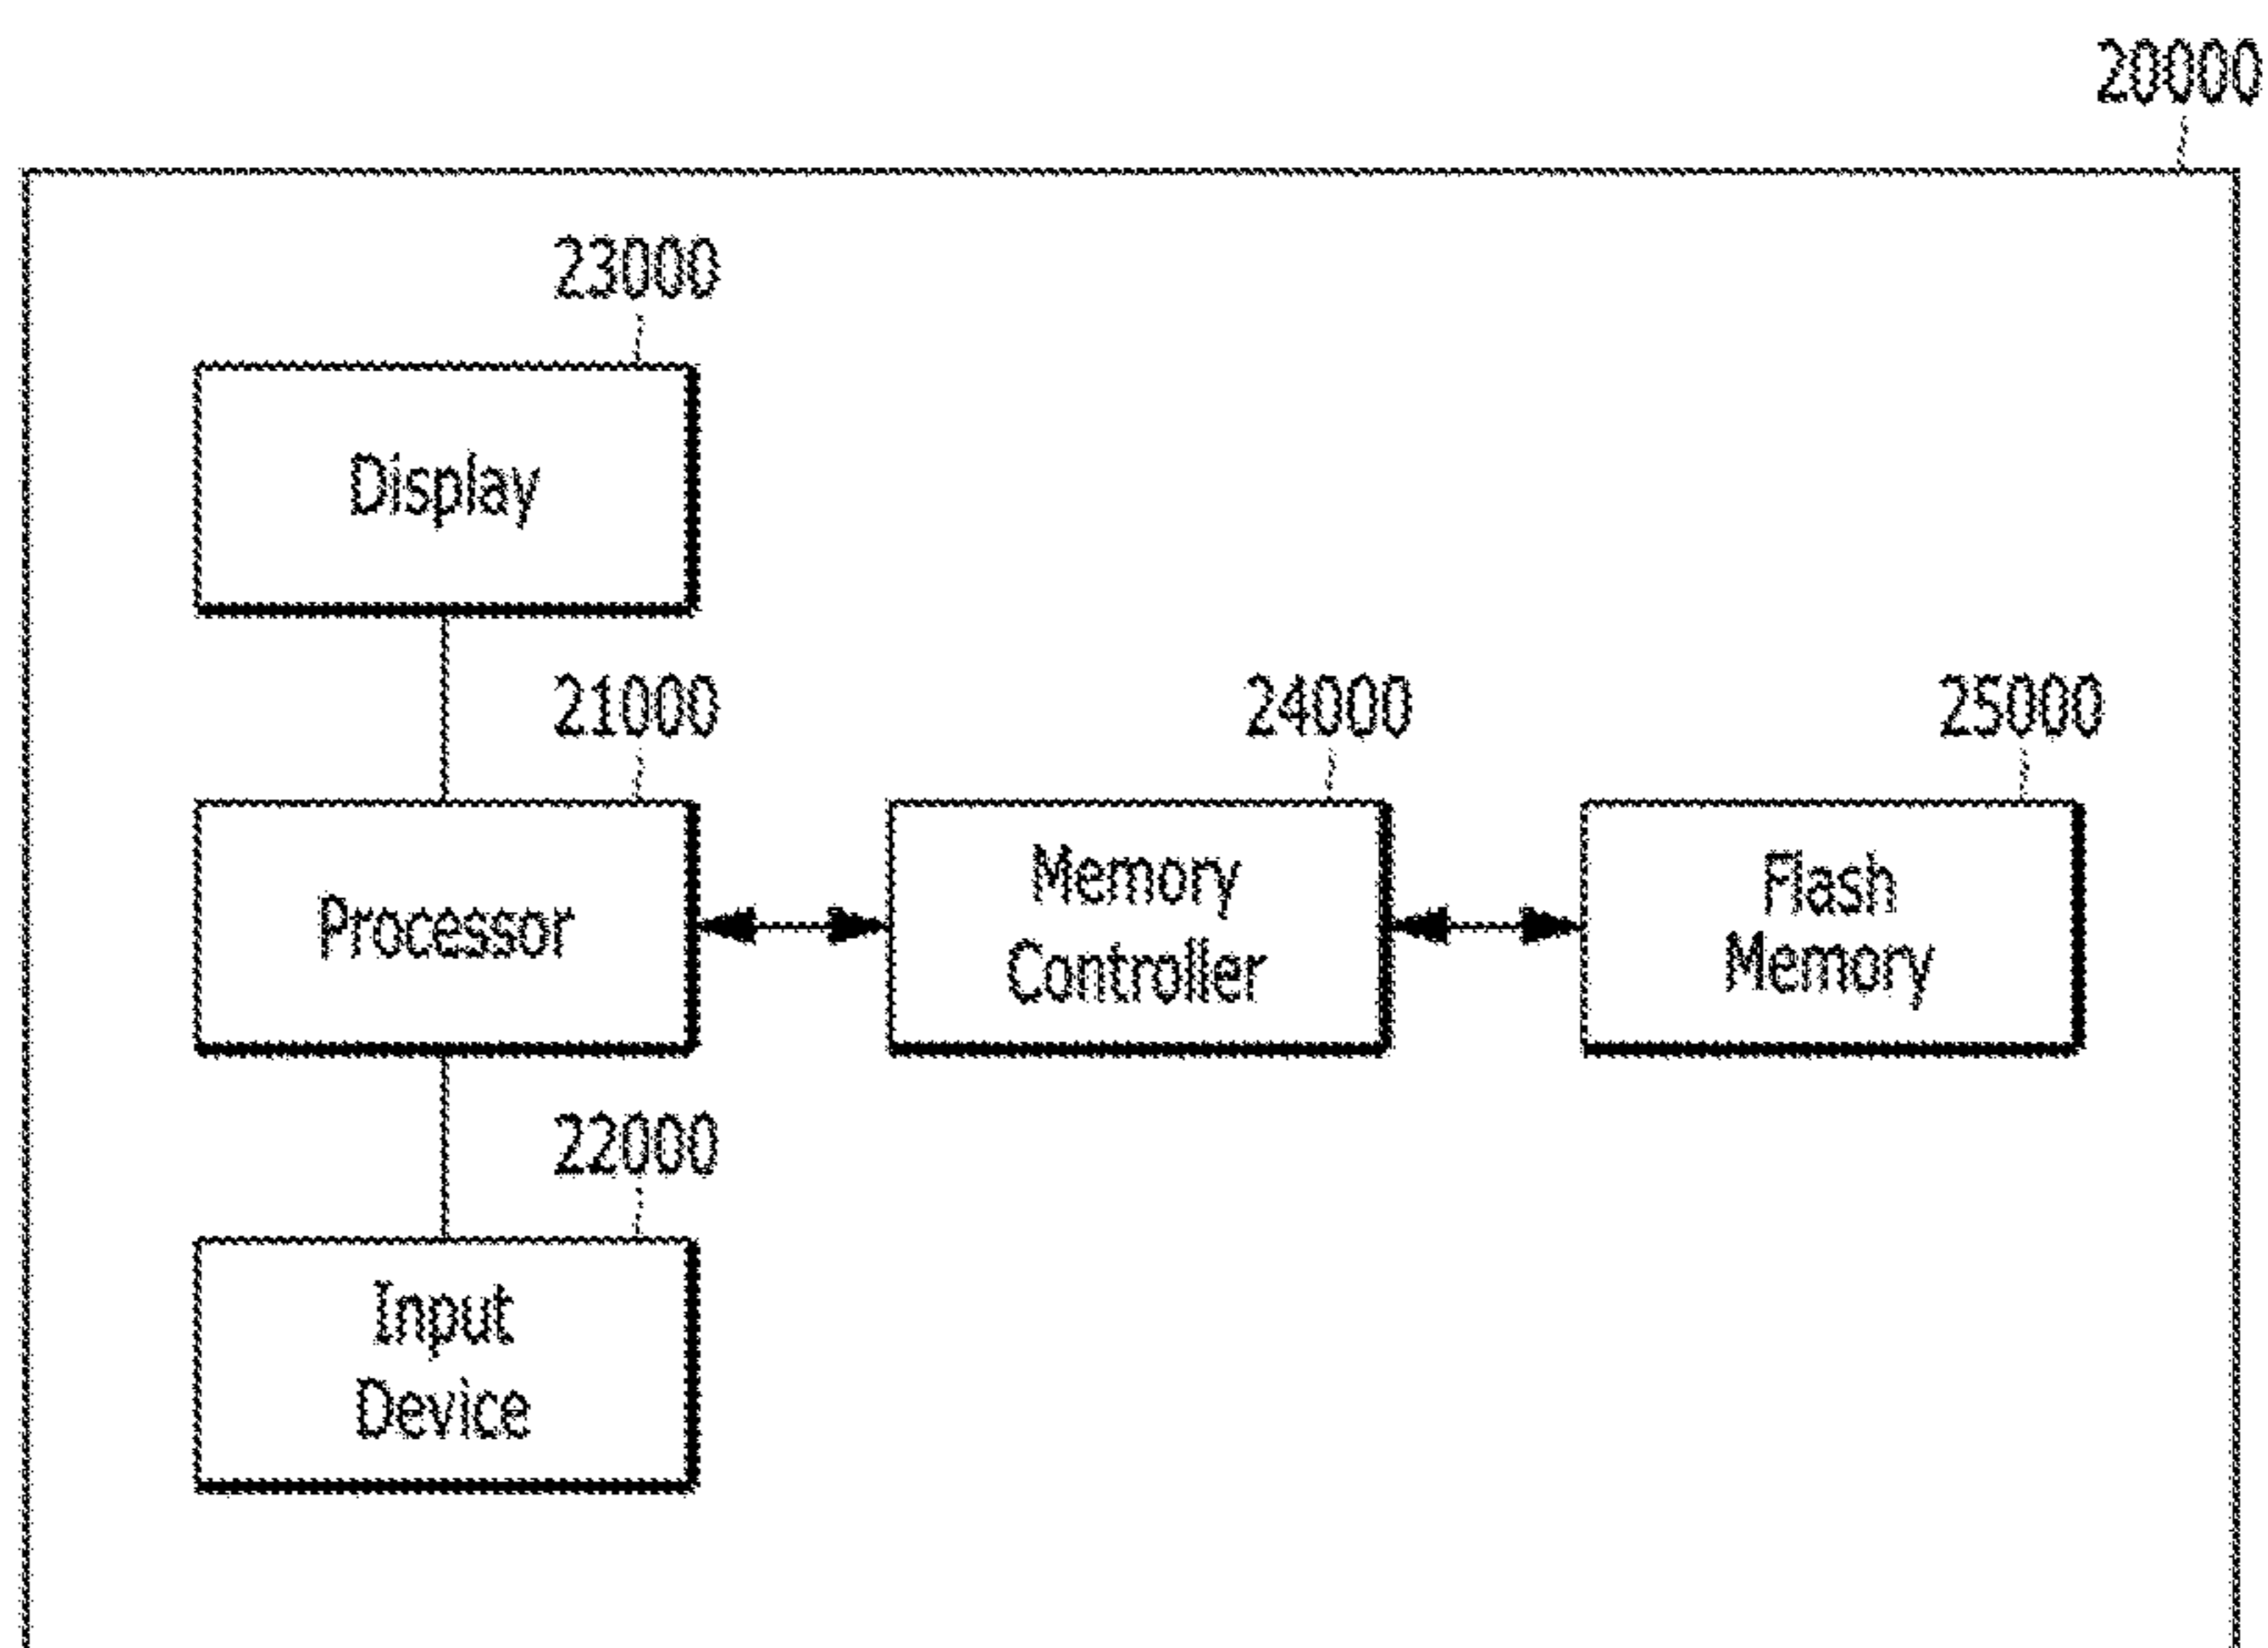 20000
23000
Display
21000
24000
25000
Processor
Memory
Controller
Flash
Memory
22000
Input
Device